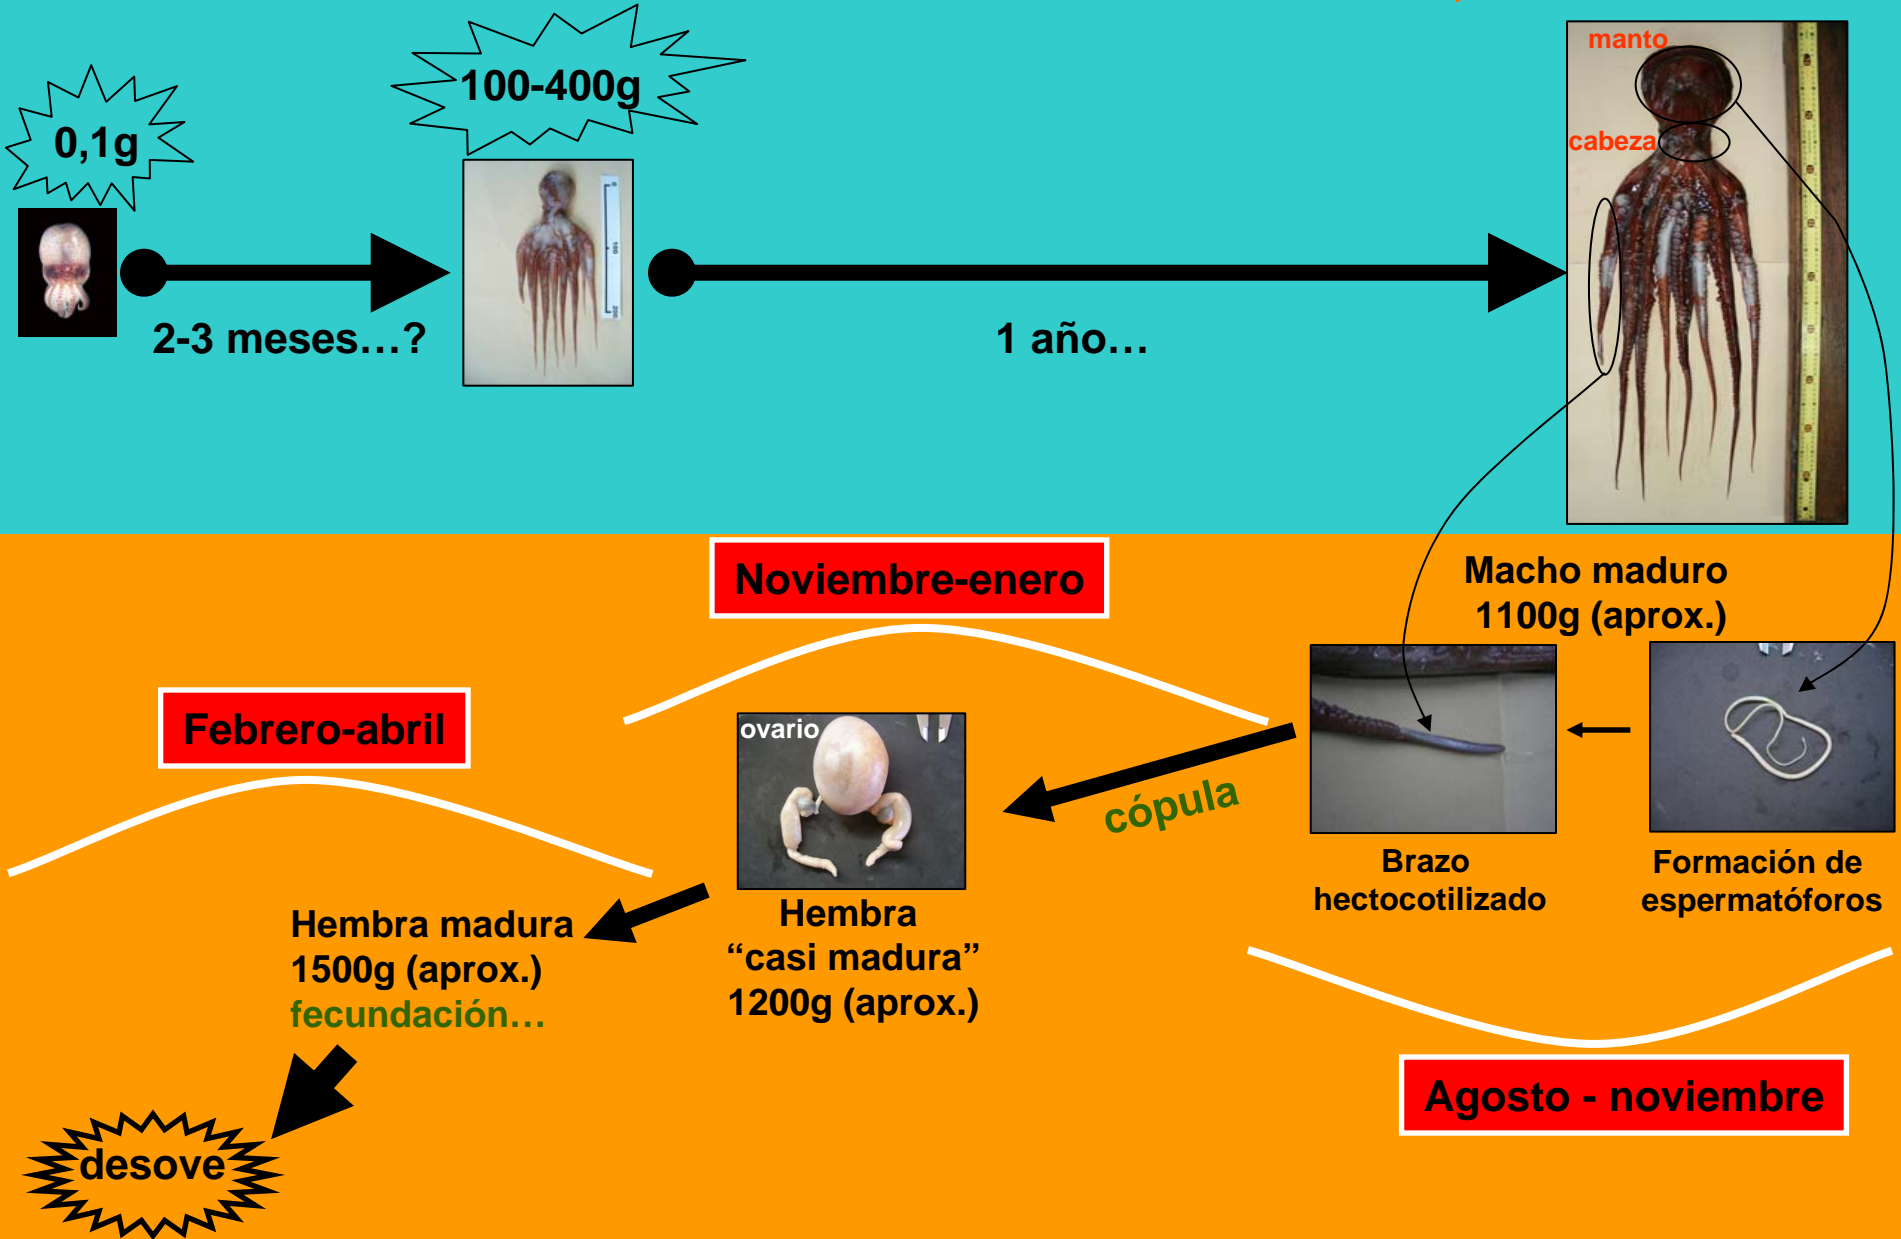 0,1g
100-400g
manto
cabeza
2-3 meses...?
1 año...
Noviembre-enero
Macho maduro
1100g (aprox.)
Febrero-abril
ovario
cópula
Brazo
hectocotilizado
Formación de
espermatóforos
Hembra
“casi madura”
1200g (aprox.)
Hembra madura
1500g (aprox.)
fecundación...
Agosto - noviembre
desove